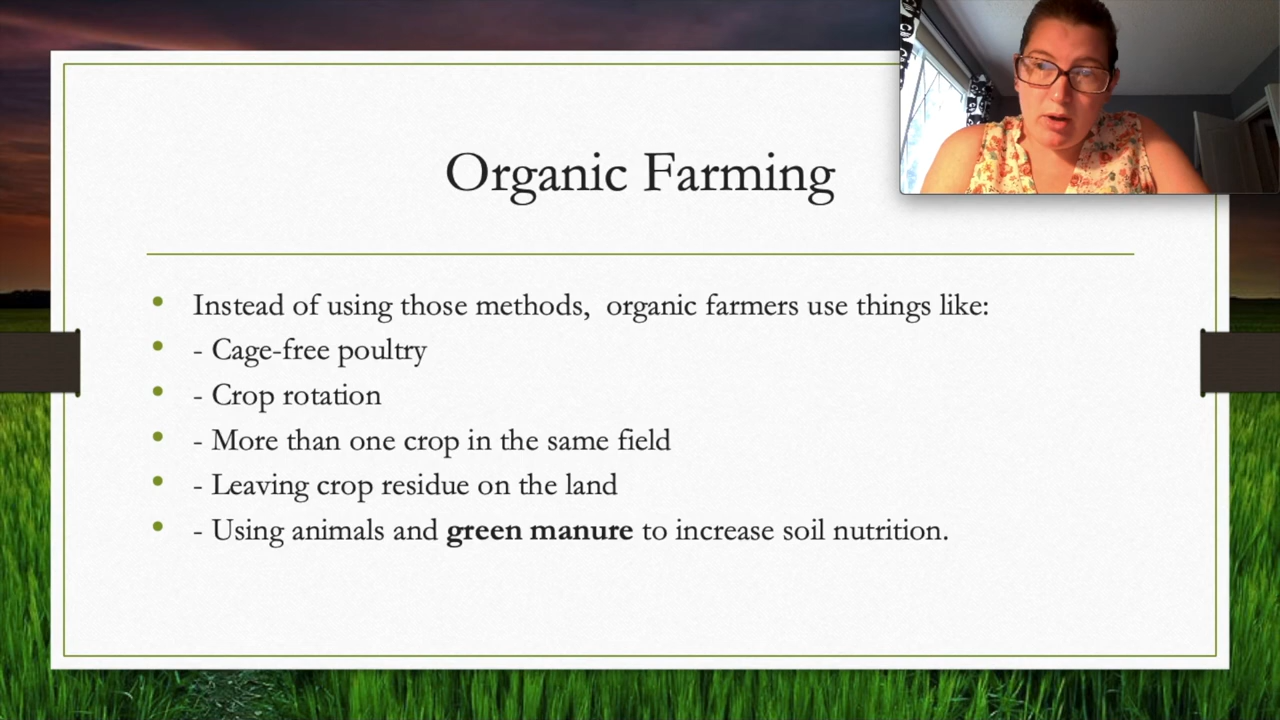 Organic Farming
Instead of using those methods,  organic farmers use things like:
- Cage-free poultry
- Crop rotation
- More than one crop in the same field
- Leaving crop residue on the land
- Using animals and green manure to increase soil nutrition.